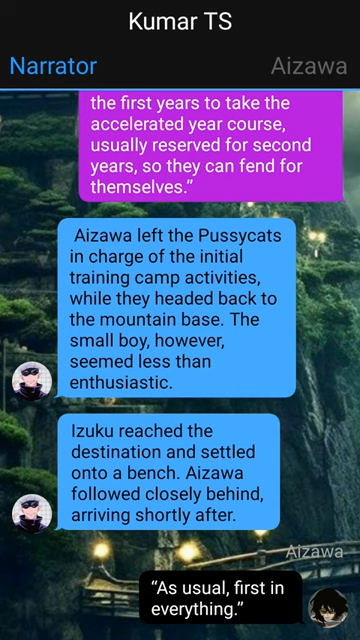 Kumar TS
Narrator
Aizawa
the first years to take the
accelerated year course,
usually reserved for second
years, so they can fend for
themselves.”
Aizawa left the Pussycats
in charge of the initial
training camp activities,
while they headed back to
the mountain base. The
small boy, however,
seemed less than
enthusiastic.
Izuku reached the
destination and settled
onto a bench. Aizawa
followed closely behind,
arriving shortly after.
Aizawa
“As usual, first in
everything.”